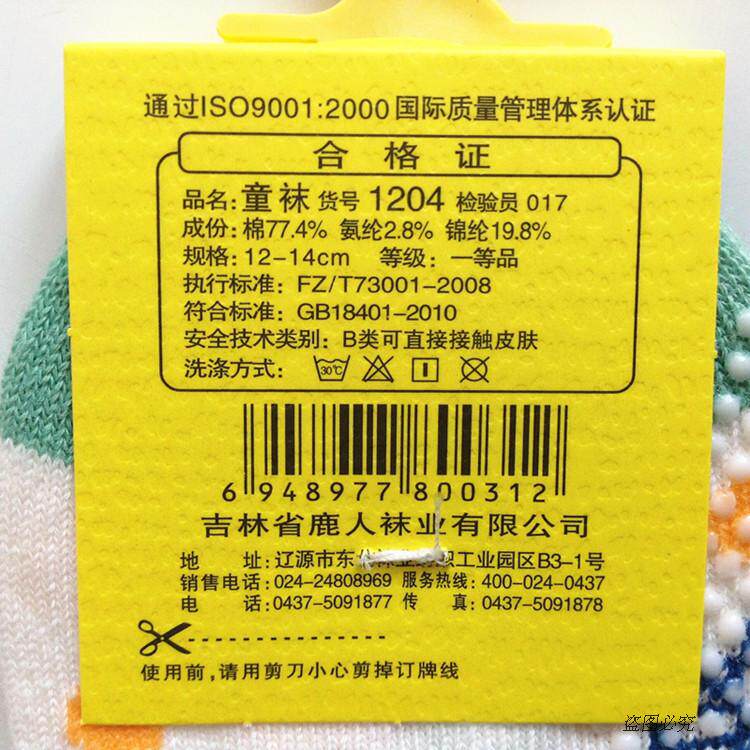 通过ISO9001:2000国际质量管理体系认证
合格证
品名:童袜 货号 1204 检验员 017
成份:棉77.4% 氨纶2.8% 锦纶19.8%
规格:12-14cm 等级:一等品
执行标准:FZ/T73001-2008
符合标准:GB18401-2010
安全技术类别:B类可直接接触皮肤
洗涤方式: 30℃
6 948977 800312
吉林省鹿人袜业有限公司
地 址:辽源市东 工业园区B3-1号
销售电话:024-24808969 服务热线:400-024-0437
电 话:0437-5091877 传 真:0437-5091878
使用前,请用剪刀小心剪掉订牌线
盗图必究